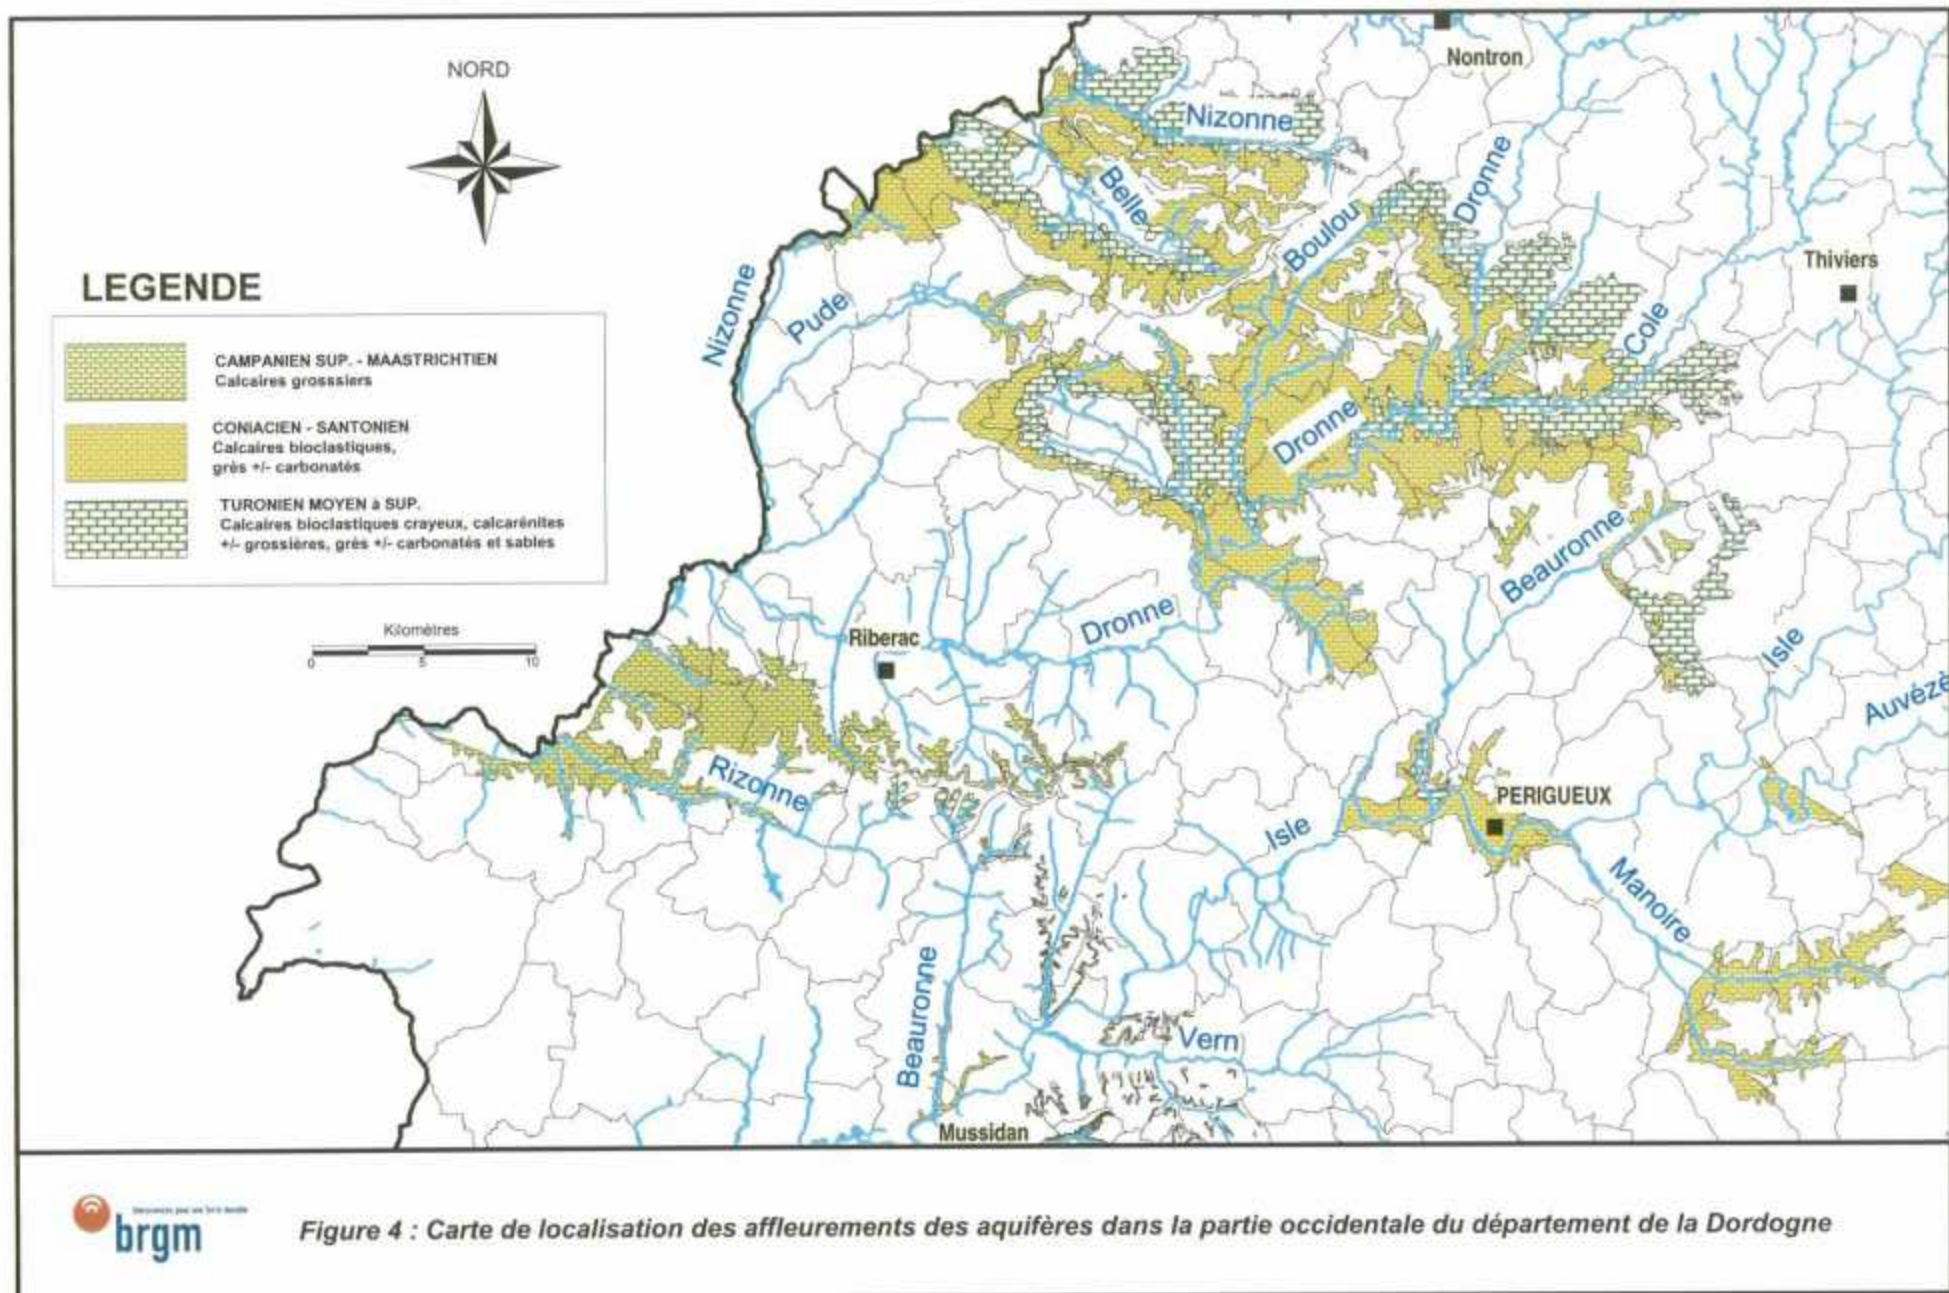 NORD
Nontron
Nizonne
Dronne
Belle
Boulou
Thiviers
LEGENDE
Nizonne
Pude
Cole
CAMPANIEN SUP. - MAASTRICHTIEN
Calcaires grosssiers
CONIACIEN - SANTONIEN
Calcaires bioclastiques,
grès +/- carbonatés
Dronne
TURONIEN MOYEN à SUP.
Calcaires bioclastiques crayeux, calcarénites
+/- grossières, grès +/- carbonatés et sables
Beauronne
Kilomètres
0 5 10
Riberac
Dronne
Isle
Auvézè
Rizonne
PERIGUEUX
Isle
Manoire
Beauronne
Vern
Mussidan
brgm
Figure 4 : Carte de localisation des affleurements des aquifères dans la partie occidentale du département de la Dordogne